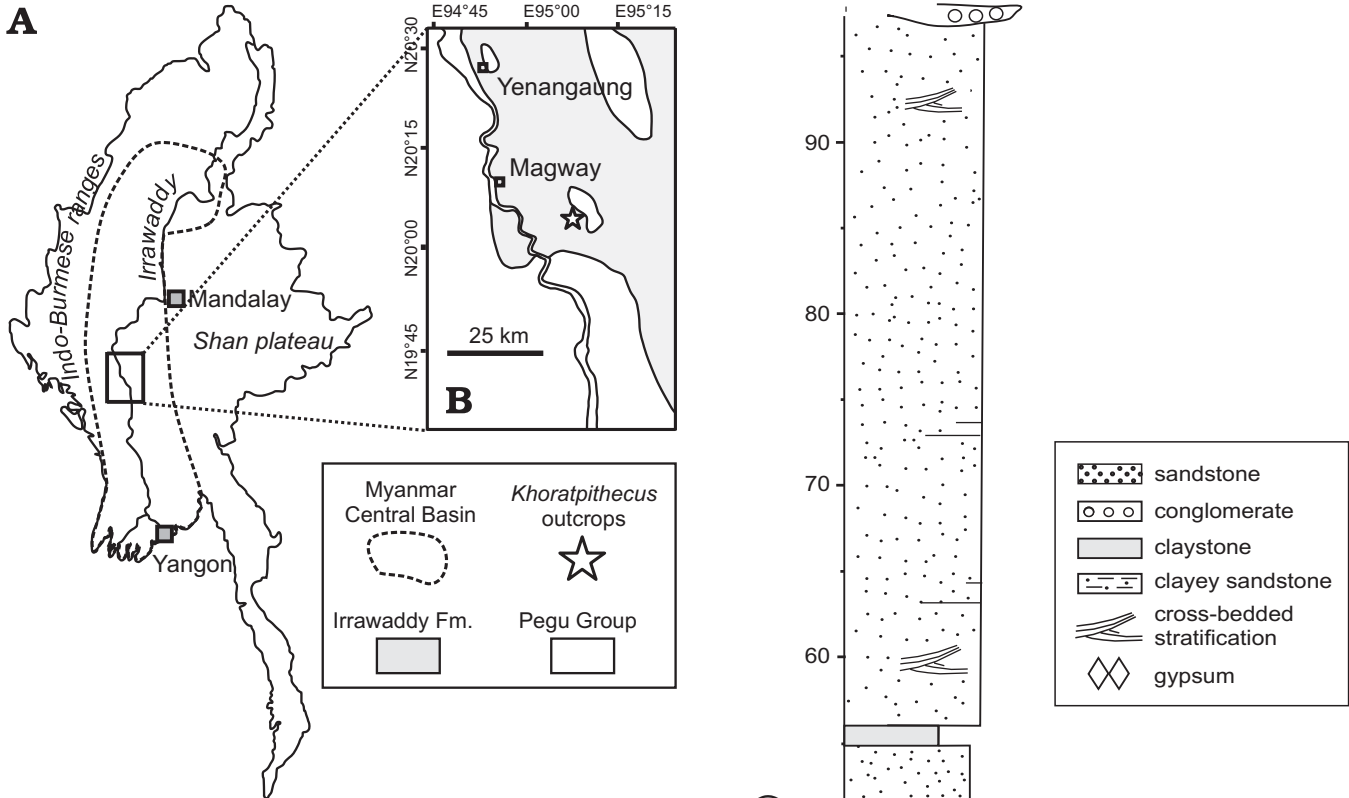 A
Indo-Burmese ranges
Irrawaddy
Mandalay
Shan plateau
Yangon
E94°45
E95°00
E95°15
N20°30
N20°15
N20°00
N19°45
Yenangaung
Magway
25 km
B
Myanmar
Central Basin
Khoratpithecus
outcrops
Irrawaddy Fm.
Pegu Group
90
80
70
60
sandstone
conglomerate
claystone
clayey sandstone
cross-bedded
stratification
gypsum